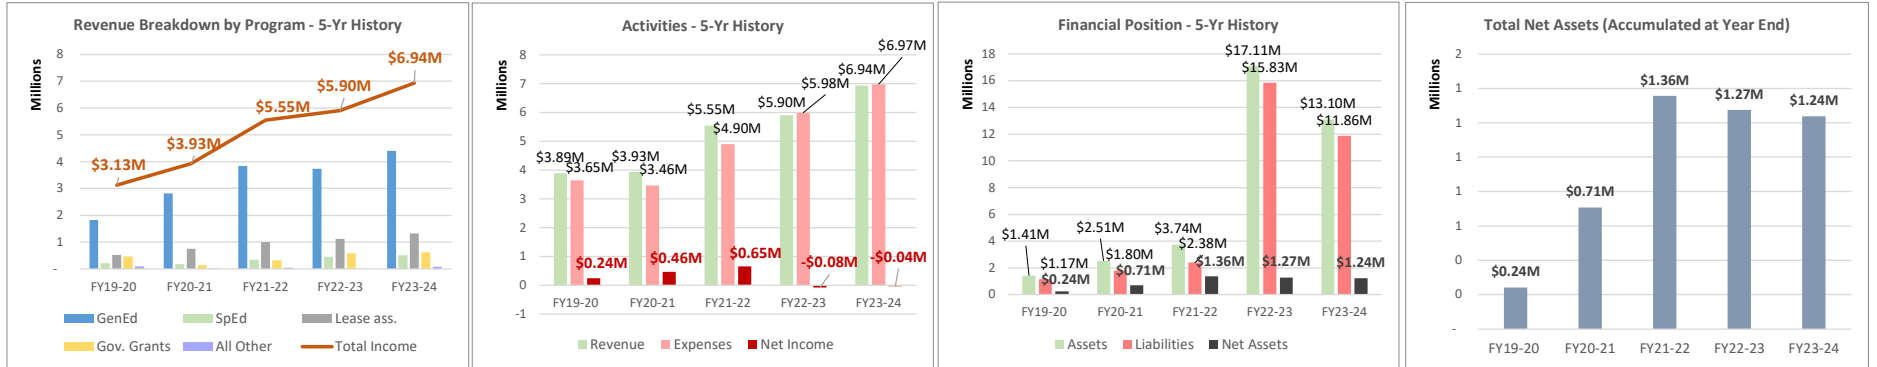 Revenue Breakdown by Program - 5-Yr History
Millions
8
7
6
5
4
3
2
1
-
$3.13M
$3.93M
$5.55M
$5.90M
$6.94M
FY19-20 FY20-21 FY21-22 FY22-23 FY23-24
GenEd SpEd Lease ass.
Gov. Grants All Other Total Income
Activities - 5-Yr History
Millions
8
7
6
5
4
3
2
1
0
-1
$3.89M
$3.65M
$0.24M
$3.93M
$3.46M
$0.46M
$5.55M
$4.90M
$0.65M
$5.90M
$5.98M
-$0.08M
$6.94M
$6.97M
-$0.04M
FY19-20 FY20-21 FY21-22 FY22-23 FY23-24
Revenue Expenses Net Income
Financial Position - 5-Yr History
Millions
18
16
14
12
10
8
6
4
2
0
$1.41M
$1.17M
$0.24M
$2.51M
$1.80M
$0.71M
$3.74M
$2.38M
$1.36M
$17.11M
$15.83M
$1.27M
$13.10M
$11.86M
$1.24M
FY19-20 FY20-21 FY21-22 FY22-23 FY23-24
Assets Liabilities Net Assets
Total Net Assets (Accumulated at Year End)
Millions
2
1
1
1
1
1
0
0
-
$0.24M
$0.71M
$1.36M
$1.27M
$1.24M
FY19-20 FY20-21 FY21-22 FY22-23 FY23-24